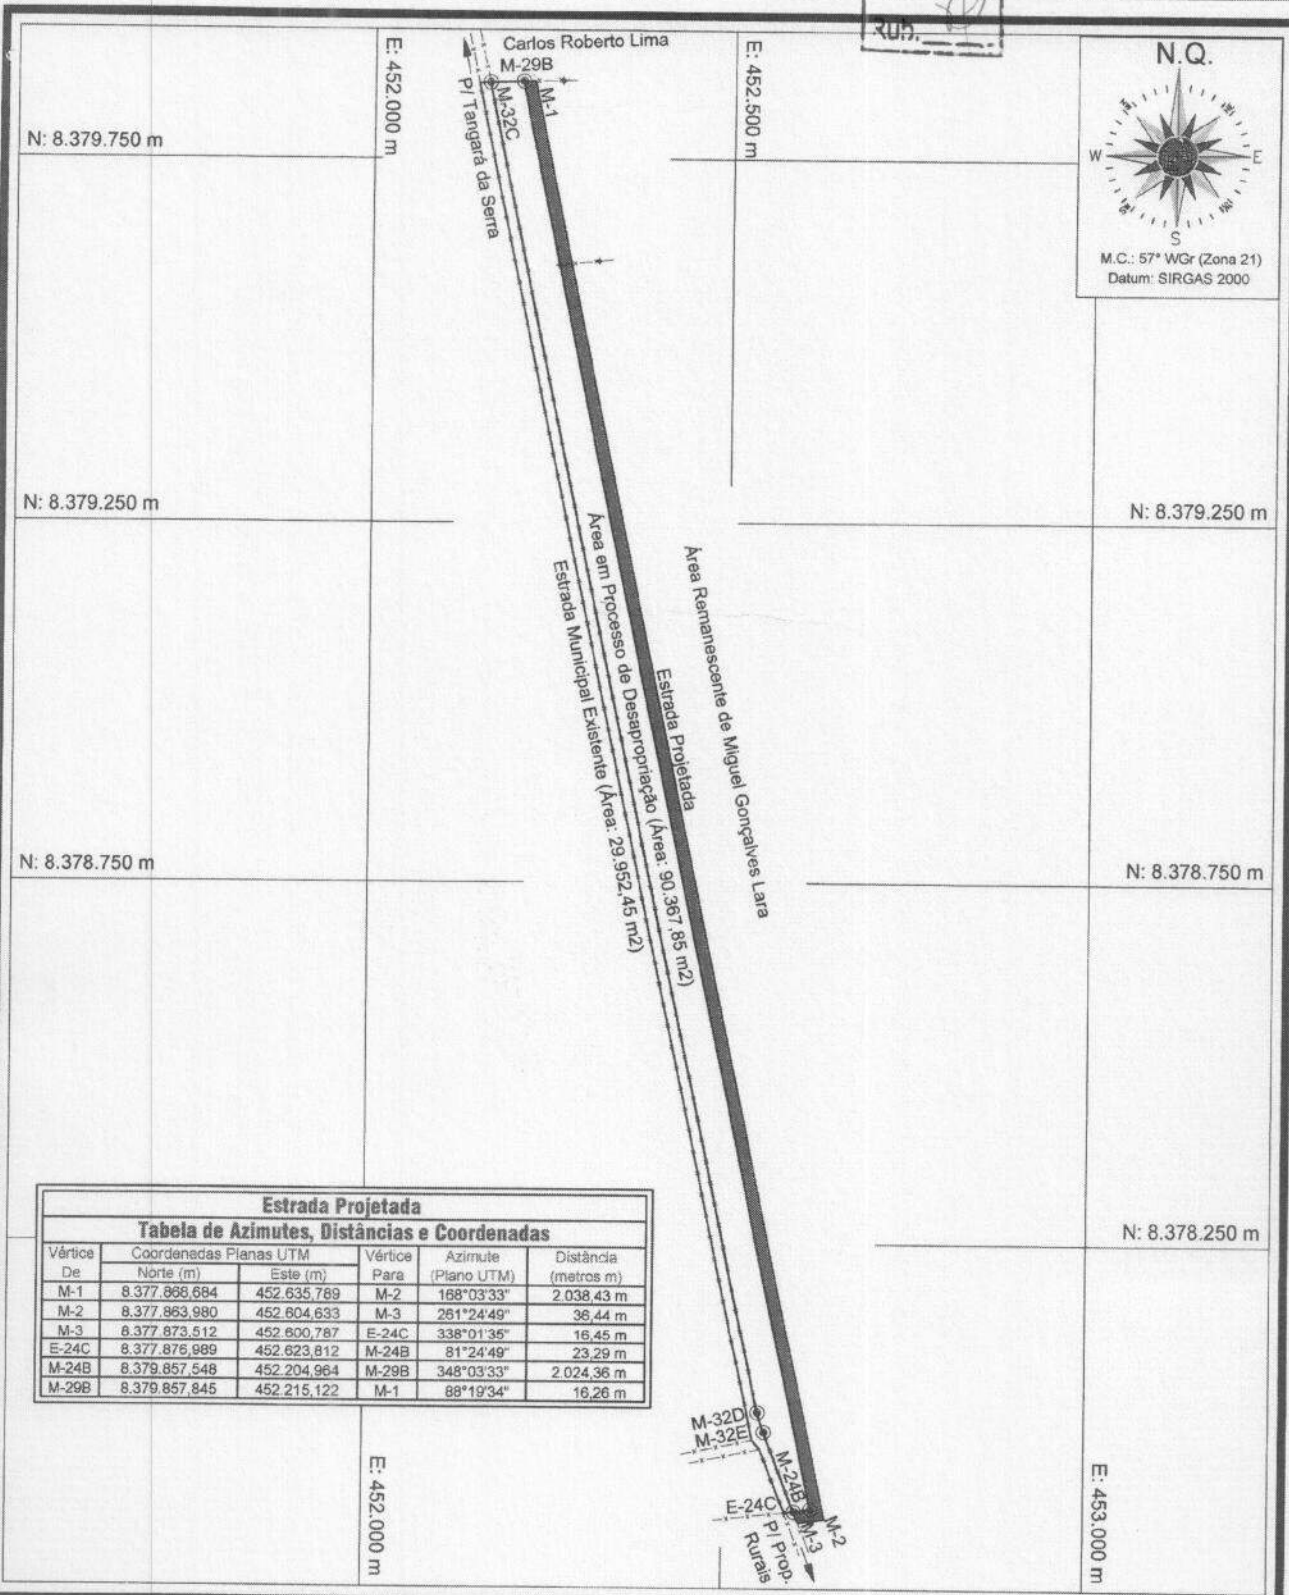 Rub.
Carlos Roberto Lima
M-29B
M-1
M-32C
P/ Tangará da Serra
E: 452.000 m
E: 452.500 m
N.Q.
W
E
S
M.C.: 57° WGr (Zona 21)
Datum: SIRGAS 2000
N: 8.379.750 m
N: 8.379.250 m
N: 8.379.250 m
Área Remanescente de Miguel Gonçalves Lara
Estrada Projetada
Área em Processo de Desapropriação (Área: 90.367,85 m2)
Estrada Municipal Existente (Área: 29.952,45 m2)
N: 8.378.750 m
N: 8.378.750 m
N: 8.378.250 m
Estrada Projetada
Tabela de Azimutes, Distâncias e Coordenadas
Vértice De | Coordenadas Planas UTM | Vértice Para | Azimute (Plano UTM) | Distância (metros m)
Norte (m) | Este (m)
M-1 | 8.377.868,684 | 452.635,789 | M-2 | 168°03'33" | 2.038,43 m
M-2 | 8.377.863,980 | 452.604,633 | M-3 | 261°24'49" | 36,44 m
M-3 | 8.377.873,512 | 452.600,787 | E-24C | 338°01'35" | 16,45 m
E-24C | 8.377.876,989 | 452.623,812 | M-24B | 81°24'49" | 23,29 m
M-24B | 8.379.857,548 | 452.204,964 | M-29B | 348°03'33" | 2.024,36 m
M-29B | 8.379.857,845 | 452.215,122 | M-1 | 88°19'34" | 16,26 m
M-32D
M-32E
M-24B
E-24C
M-3
M-2
P/ Prop.
Rurais
E: 452.000 m
E: 453.000 m